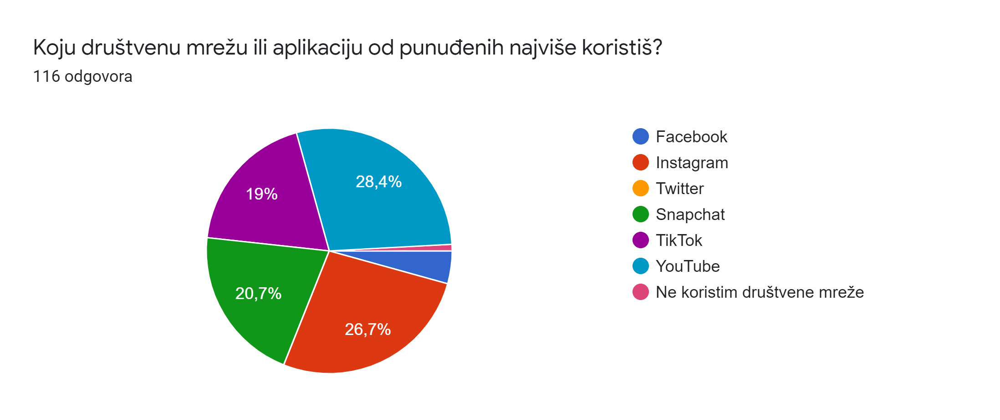 Koju društvenu mrežu ili aplikaciju od punuđenih najviše koristiš?
116 odgovora
28,4%
19%
20,7%
26,7%
Facebook
Instagram
Twitter
Snapchat
TikTok
YouTube
Ne koristim društvene mreže